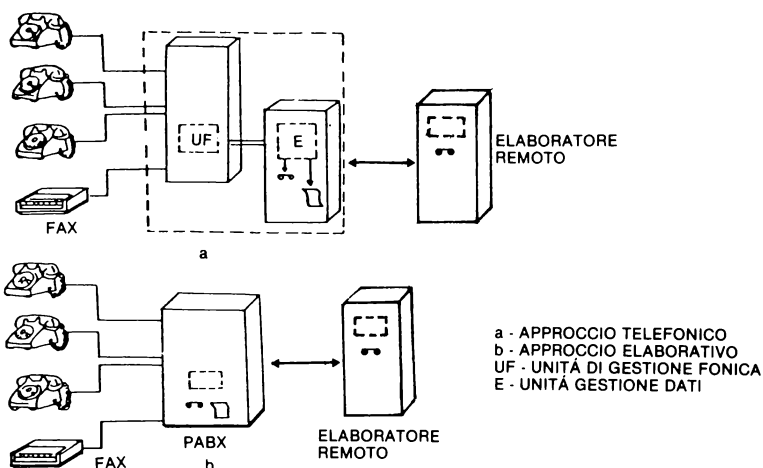 UF
E
ELABORATORE
REMOTO
FAX
a
a - APPROCCIO TELEFONICO
b - APPROCCIO ELABORATIVO
UF - UNITÁ DI GESTIONE FONICA
E - UNITÁ GESTIONE DATI
PABX
ELABORATORE
REMOTO
FAX
b